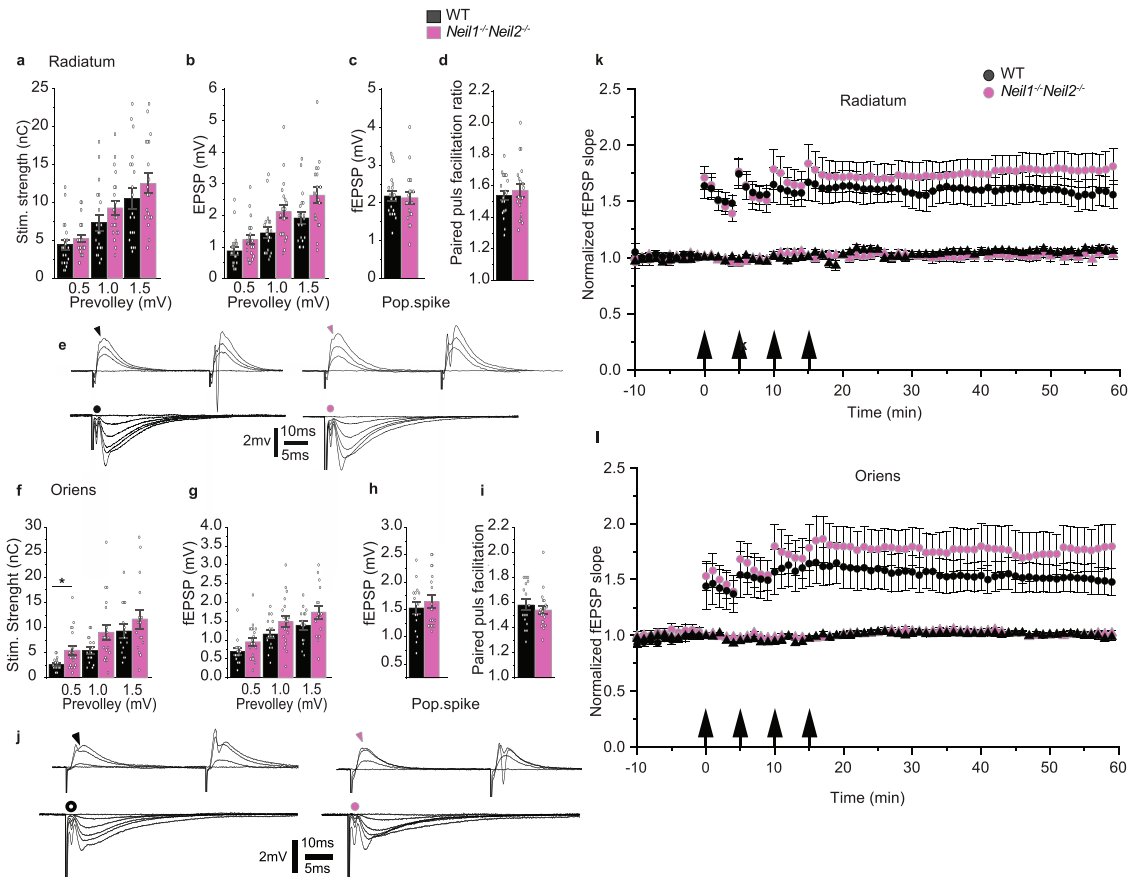 WT
Neil1-/-Neil2-/-
a Radiatum
Stim. strength (nC)
25
20
15
10
5
0
0.5 1.0 1.5
Prevolley (mV)
b
EPSP (mV)
6
5
4
3
2
1
0
0.5 1.0 1.5
Prevolley (mV)
c
fEPSP (mV)
5
4
3
2
1
0
Pop.spike
d
Paired puls facilitation ratio
2.2
2.0
1.8
1.6
1.4
1.2
1.0
e
2mv
10ms
5ms
f Oriens
Stim. Strenght (nC)
30
25
20
15
10
5
0
*
0.5 1.0 1.5
Prevolley (mV)
g
fEPSP (mV)
4.0
3.5
3.0
2.5
2.0
1.5
1.0
0.5
0.0
0.5 1.0 1.5
Prevolley (mV)
h
fEPSP (mV)
3.0
2.5
2.0
1.5
1.0
0.5
Pop.spike
i
Paired puls facilitation
2.2
2.0
1.8
1.6
1.4
1.2
1.0
j
2mV
10ms
5ms
k
WT
Neil1-/-Neil2-/-
Radiatum
Normalized fEPSP slope
2.5
2.0
1.5
1.0
0.5
0.0
k
-10 0 10 20 30 40 50 60
Time (min)
l
Oriens
Normalized fEPSP slope
2.5
2.0
1.5
1.0
0.5
0.0
-10 0 10 20 30 40 50 60
Time (min)